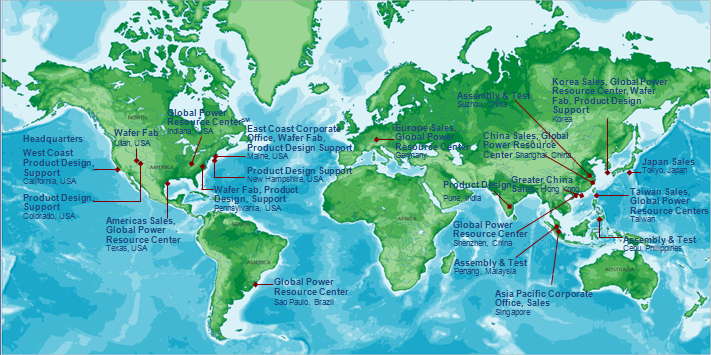 Headquarters
West Coast
Product Design,
Support
California, USA
Product Design,
Support
Colorado, USA
Wafer Fab
Utah, USA
Global Power
Resource Center℠
Indiana, USA
East Coast Corporate
Office, Wafer Fab,
Product Design Support
Maine, USA
Product Design Support
New Hampshire, USA
Wafer Fab, Product
Design, Support
Pennsylvania, USA
Americas Sales,
Global Power
Resource Center
Texas, USA
Global Power
Resource Center
Sao Paulo, Brazil
Europe Sales,
Global Power
Resource Center
Germany
Assembly & Test
Suzhou, China
China Sales, Global
Power Resource
Center Shanghai, China
Korea Sales, Global Power
Resource Center, Wafer
Fab, Product Design
Support
Korea
Japan Sales
Tokyo, Japan
Product Design
Pune, India
Greater China
Sales Hong Kong
Taiwan Sales,
Global Power
Resource Centers
Taiwan
Global Power
Resource Center
Shenzhen, China
Assembly & Test
Cebu, Philippines
Assembly & Test
Penang, Malaysia
Asia Pacific Corporate
Office, Sales
Singapore
NORTH
AMERICA
SOUTH
AMERICA
AUSTRALIA